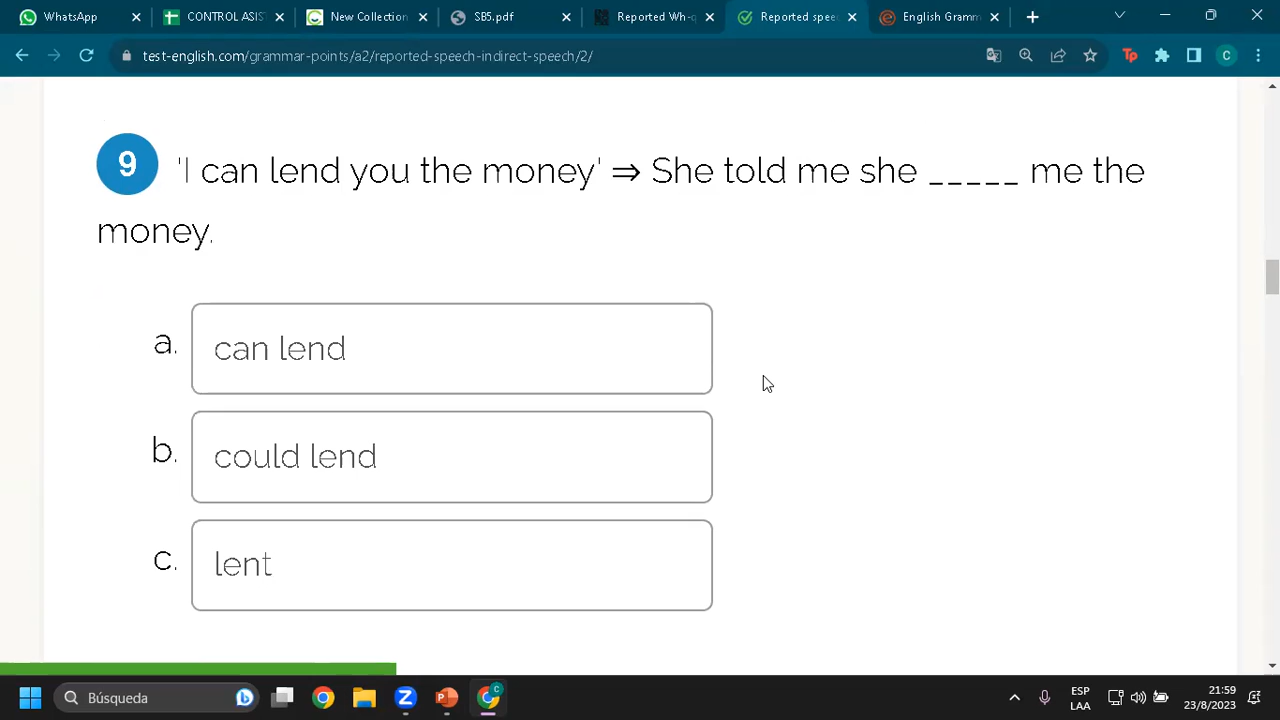 WhatsApp
CONTROL ASIS
New Collection
SB5.pdf
Reported Wh-q
Reported spee
English Gramm
test-english.com/grammar-points/a2/reported-speech-indirect-speech/2/
Tp
C
9 'I can lend you the money' ⇒ She told me she _____ me the
money.
a. can lend
b. could lend
c. lent
Búsqueda
ESP
LAA
21:59
23/8/2023